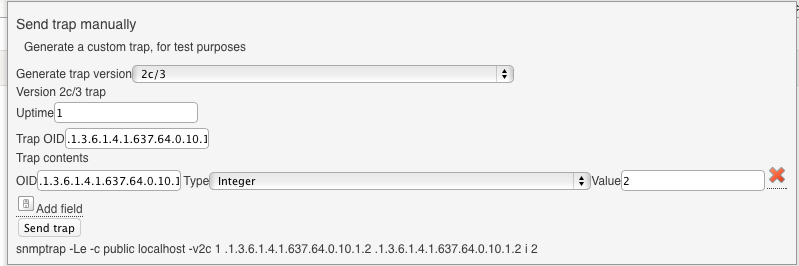 Send trap manually
Generate a custom trap, for test purposes
Generate trap version 2c/3
Version 2c/3 trap
Uptime 1
Trap OID .1.3.6.1.4.1.637.64.0.10.1
Trap contents
OID .1.3.6.1.4.1.637.64.0.10.1 Type Integer Value 2
Add field
Send trap
snmptrap -Le -c public localhost -v2c 1 .1.3.6.1.4.1.637.64.0.10.1.2 .1.3.6.1.4.1.637.64.0.10.1.2 i 2